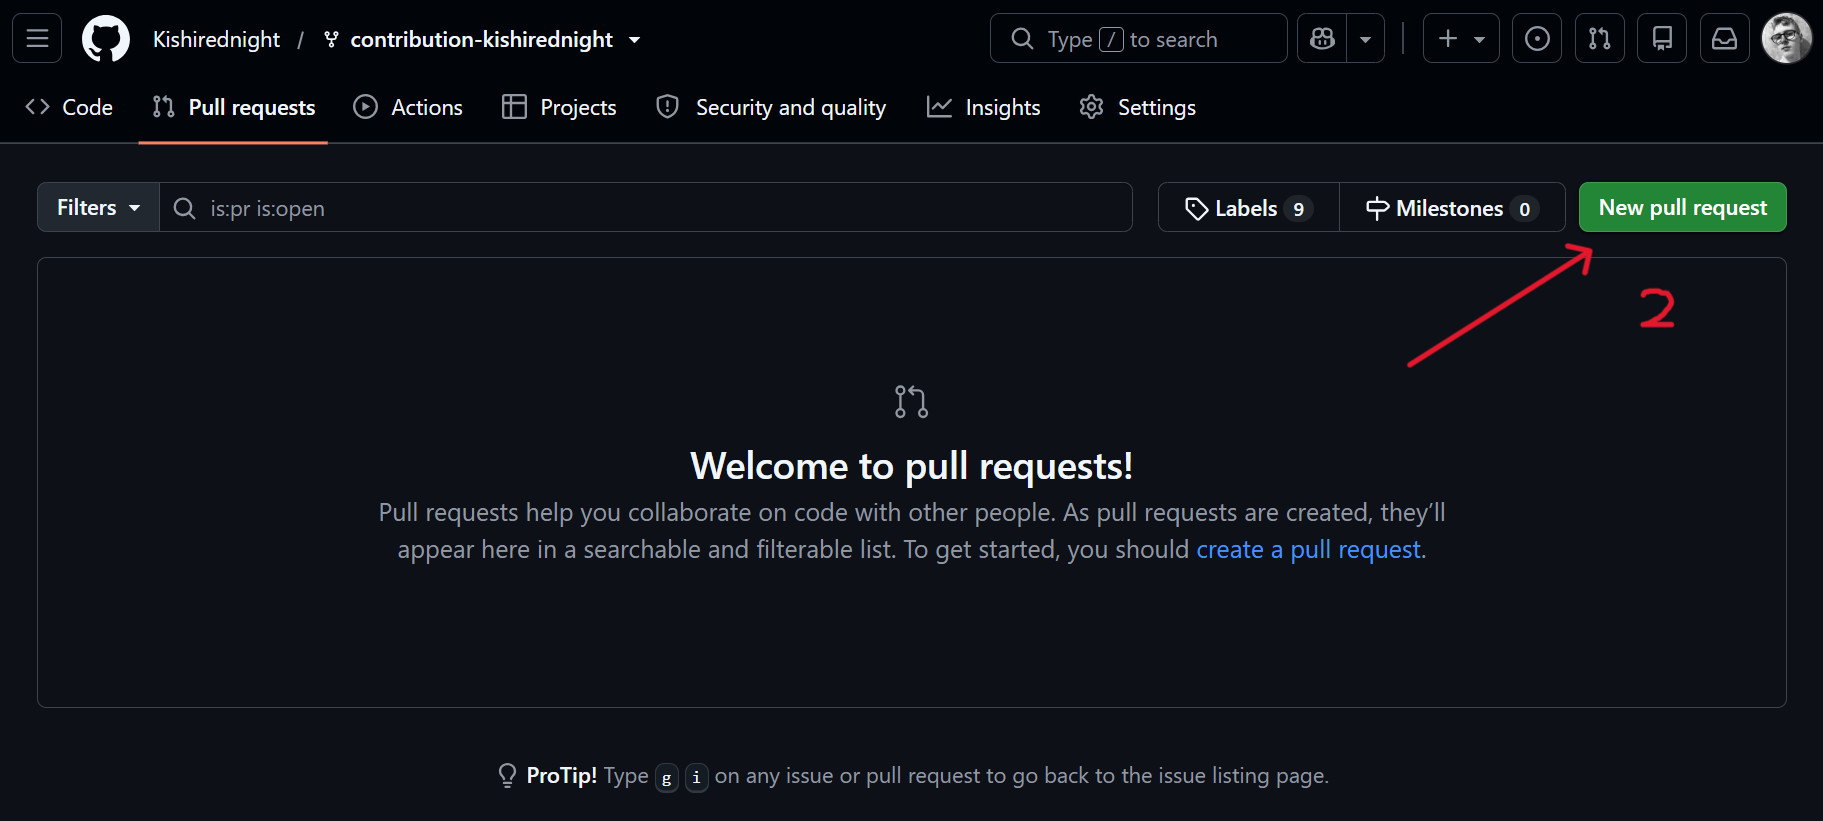 Kishirednight / contribution-kishirednight
Type / to search
Code Pull requests Actions Projects Security and quality Insights Settings
Filters is:pr is:open Labels 9 Milestones 0 New pull request
2
Welcome to pull requests!
Pull requests help you collaborate on code with other people. As pull requests are created, they’ll
appear here in a searchable and filterable list. To get started, you should create a pull request.
ProTip! Type g i on any issue or pull request to go back to the issue listing page.